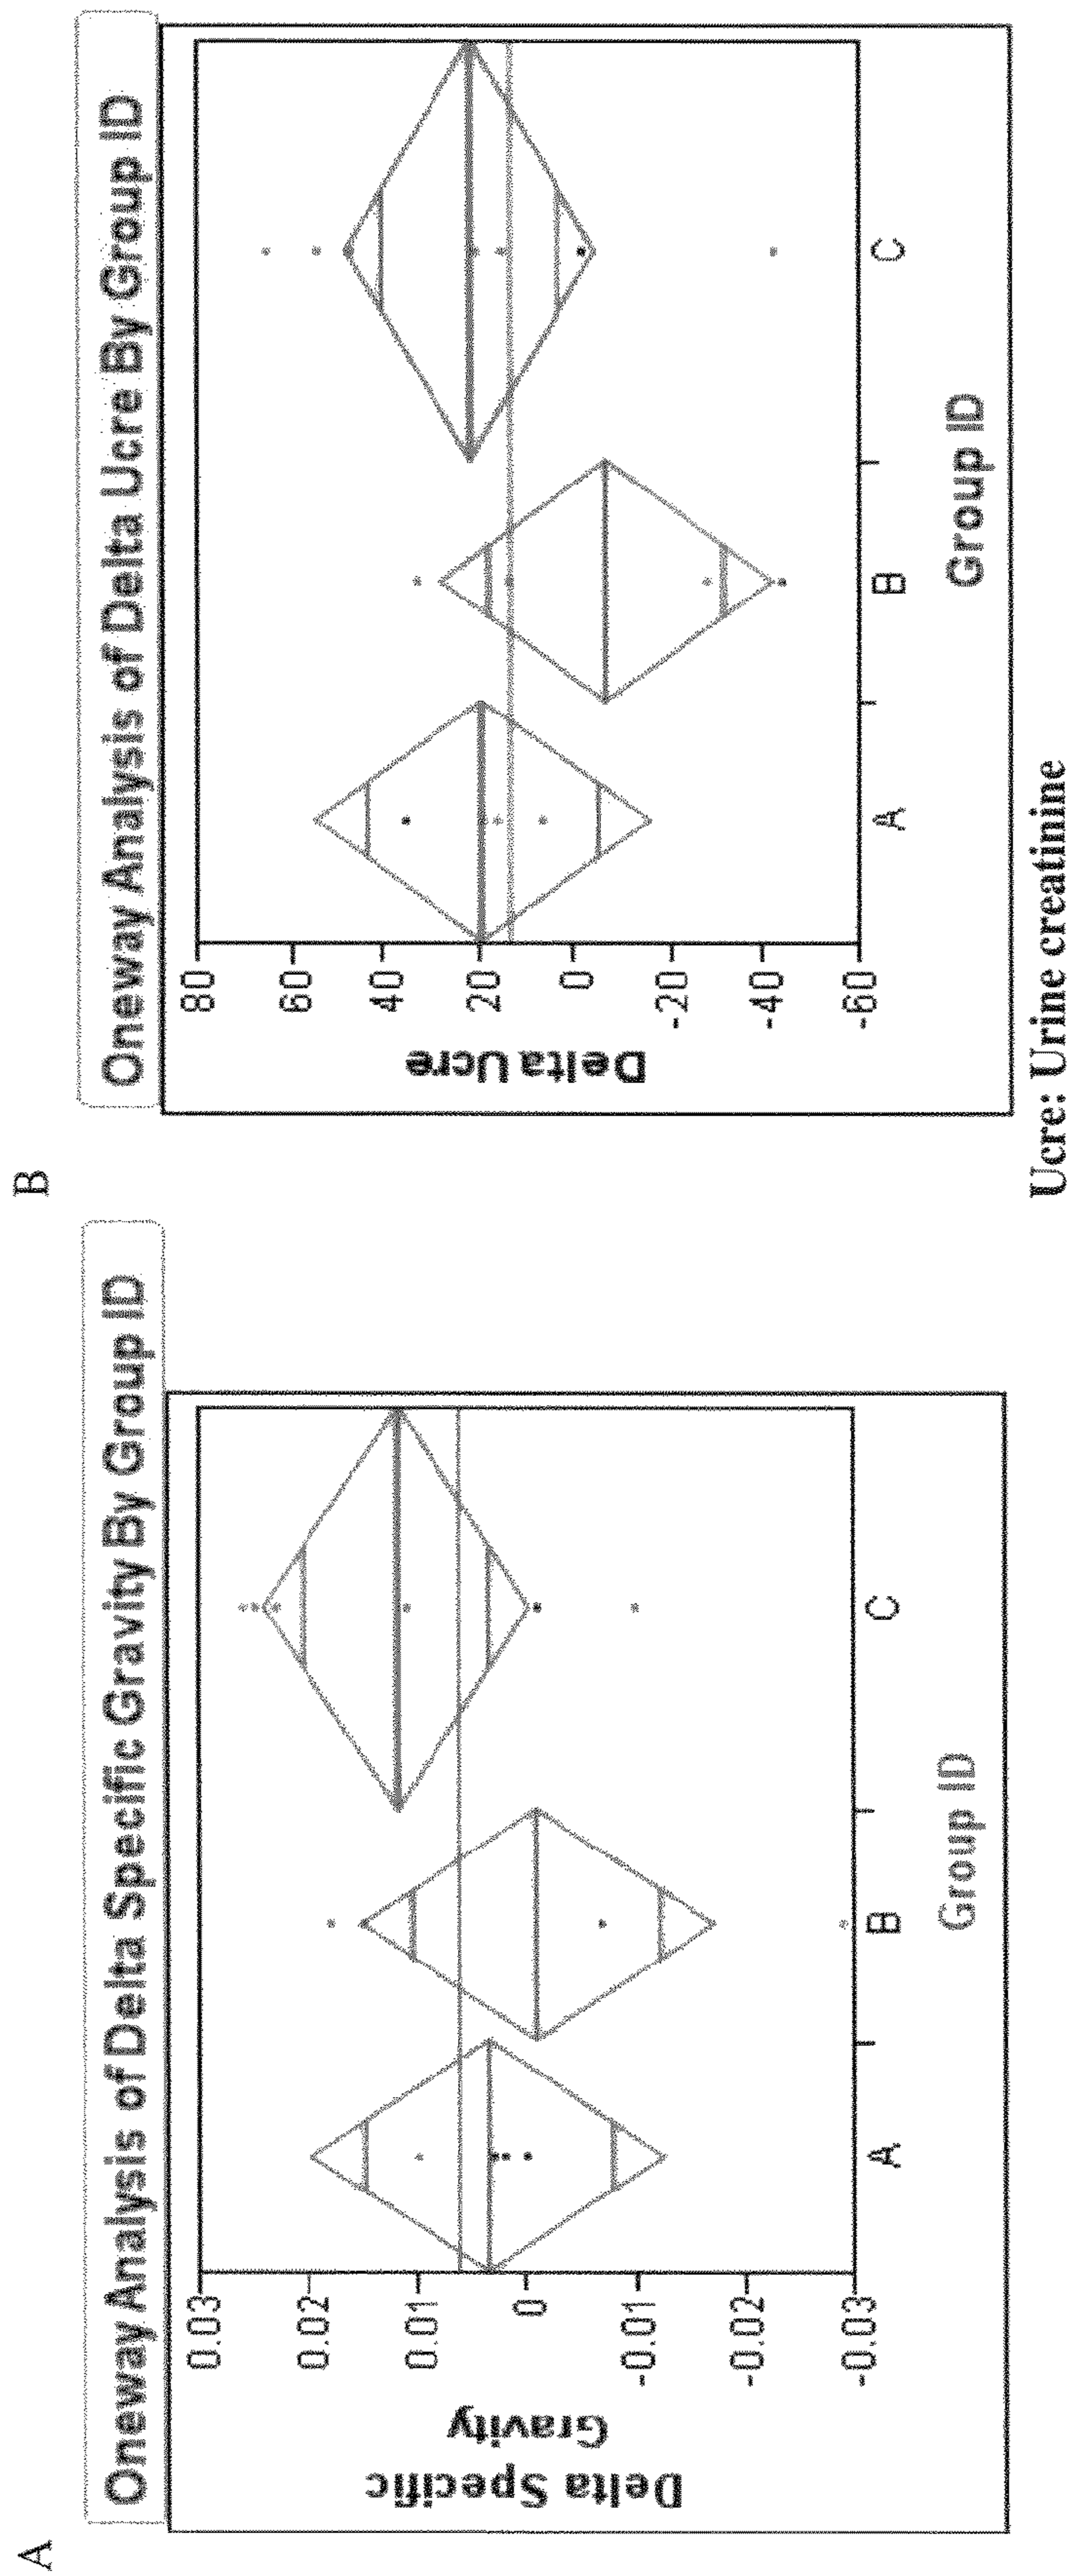 A
Oneway Analysis of Delta Specific Gravity By Group ID
Delta Specific
Gravity
0.03
0.02
0.01
0
-0.01
-0.02
-0.03
A
B
C
Group ID
B
Oneway Analysis of Delta Ucre By Group ID
Delta Ucre
80
60
40
20
0
-20
-40
-60
A
B
C
Group ID
Ucre: Urine creatinine